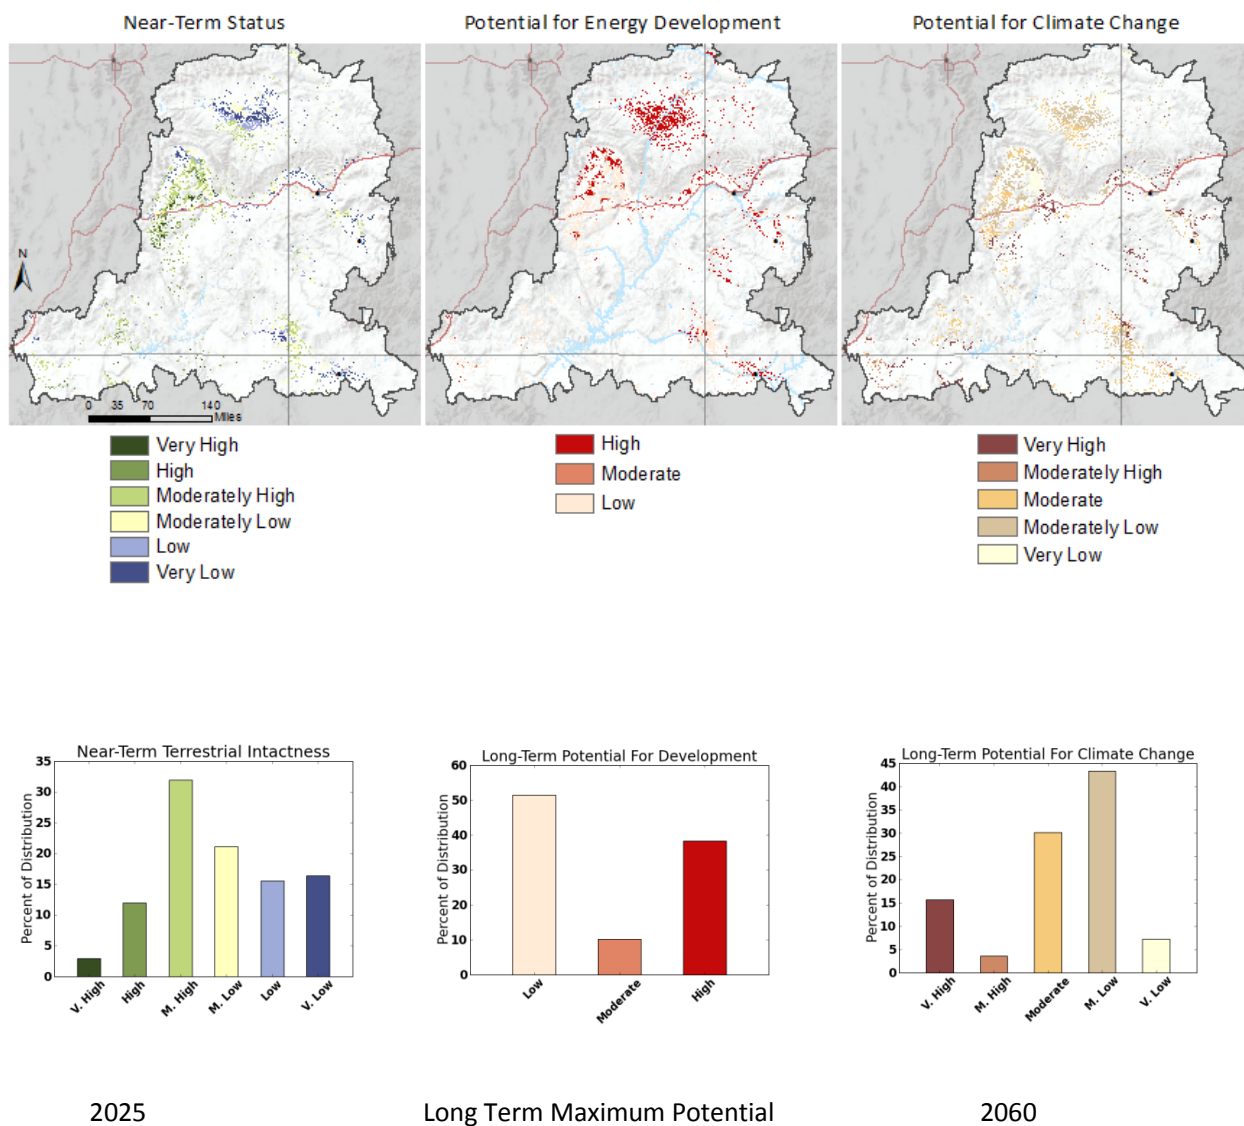 Near-Term Status
Potential for Energy Development
Potential for Climate Change
N
0 35 70 140
Miles
Very High
High
Moderately High
Moderately Low
Low
Very Low
High
Moderate
Low
Very High
Moderately High
Moderate
Moderately Low
Very Low
Near-Term Terrestrial Intactness
Percent of Distribution
35
30
25
20
15
10
5
0
V. High
High
M. High
M. Low
Low
V. Low
Long-Term Potential For Development
Percent of Distribution
60
50
40
30
20
10
0
Low
Moderate
High
Long-Term Potential For Climate Change
Percent of Distribution
45
40
35
30
25
20
15
10
5
0
V. High
M. High
Moderate
M. Low
V. Low
2025
Long Term Maximum Potential
2060